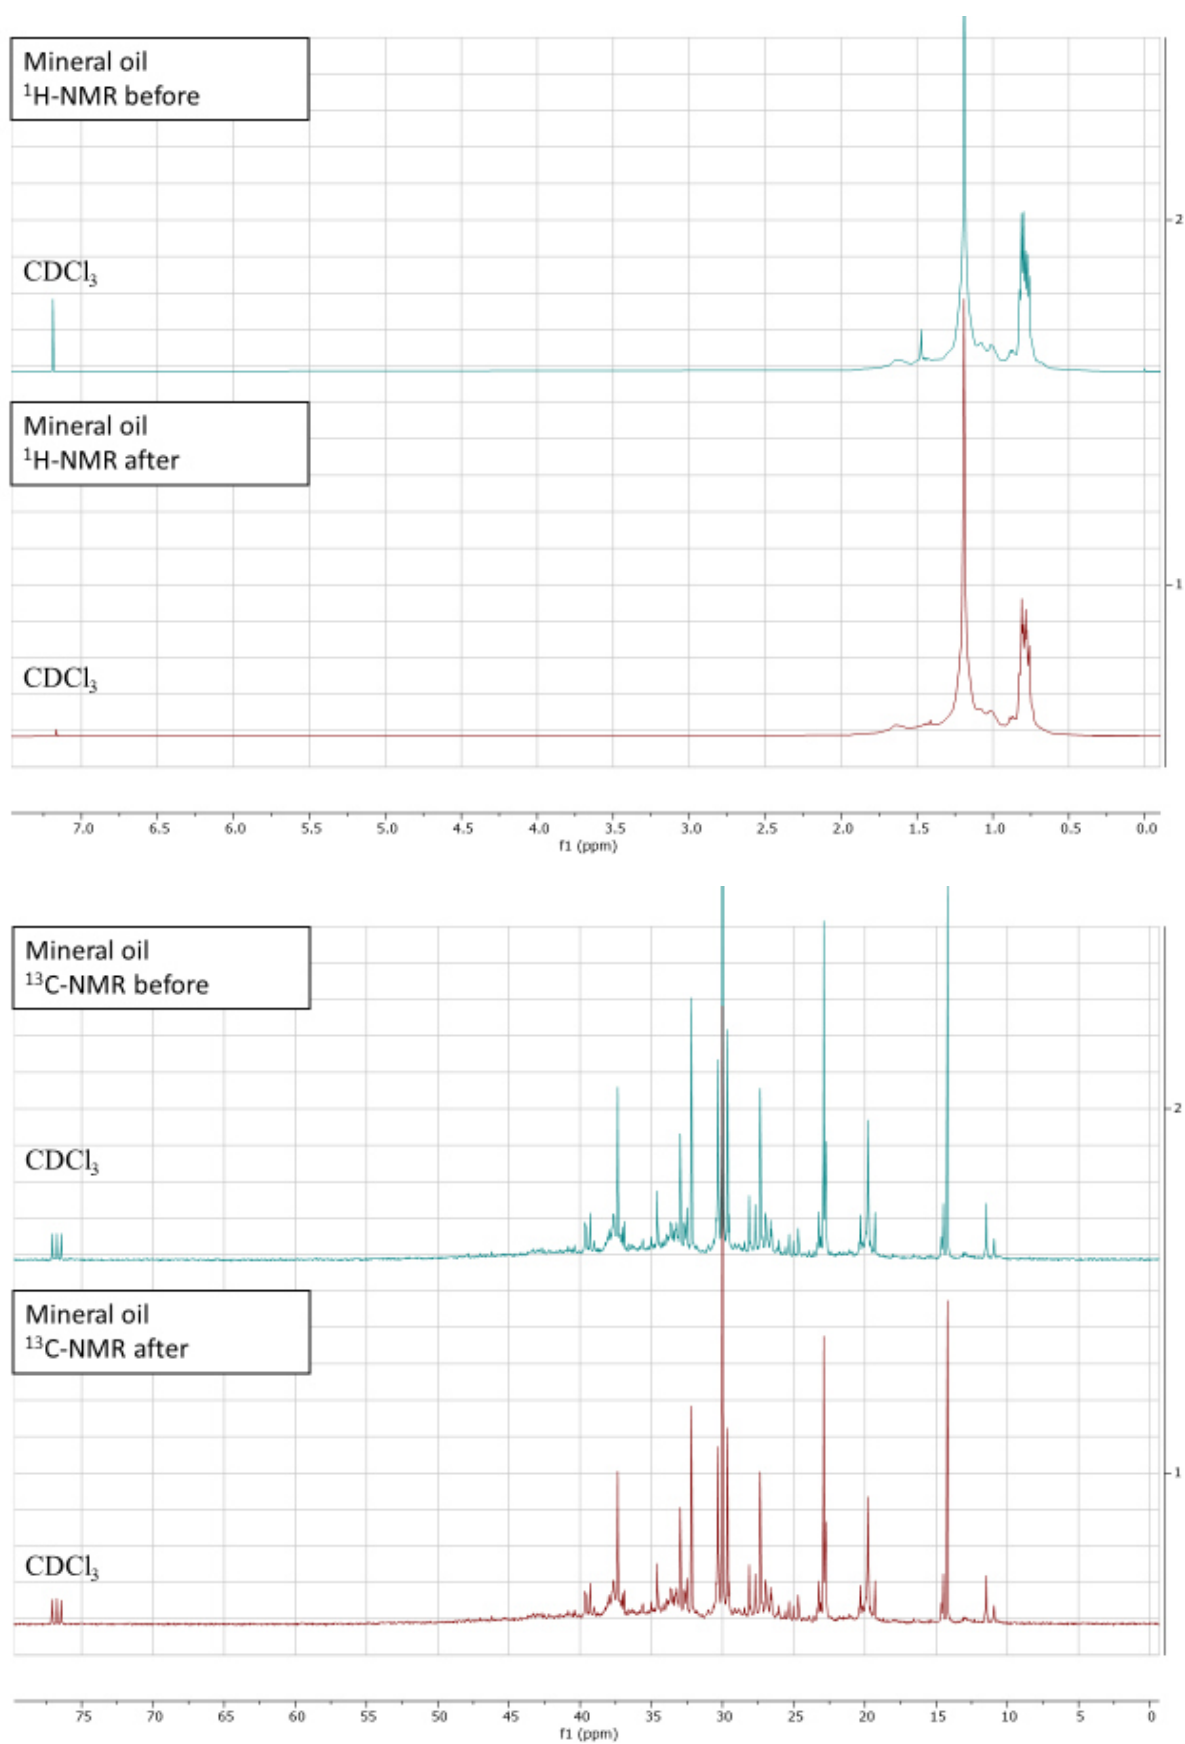 Mineral oil
¹H-NMR before
2
CDCl₃
Mineral oil
¹H-NMR after
1
CDCl₃
7.0 6.5 6.0 5.5 5.0 4.5 4.0 3.5 3.0 2.5 2.0 1.5 1.0 0.5 0.0
f1 (ppm)
Mineral oil
¹³C-NMR before
2
CDCl₃
Mineral oil
¹³C-NMR after
1
CDCl₃
75 70 65 60 55 50 45 40 35 30 25 20 15 10 5 0
f1 (ppm)